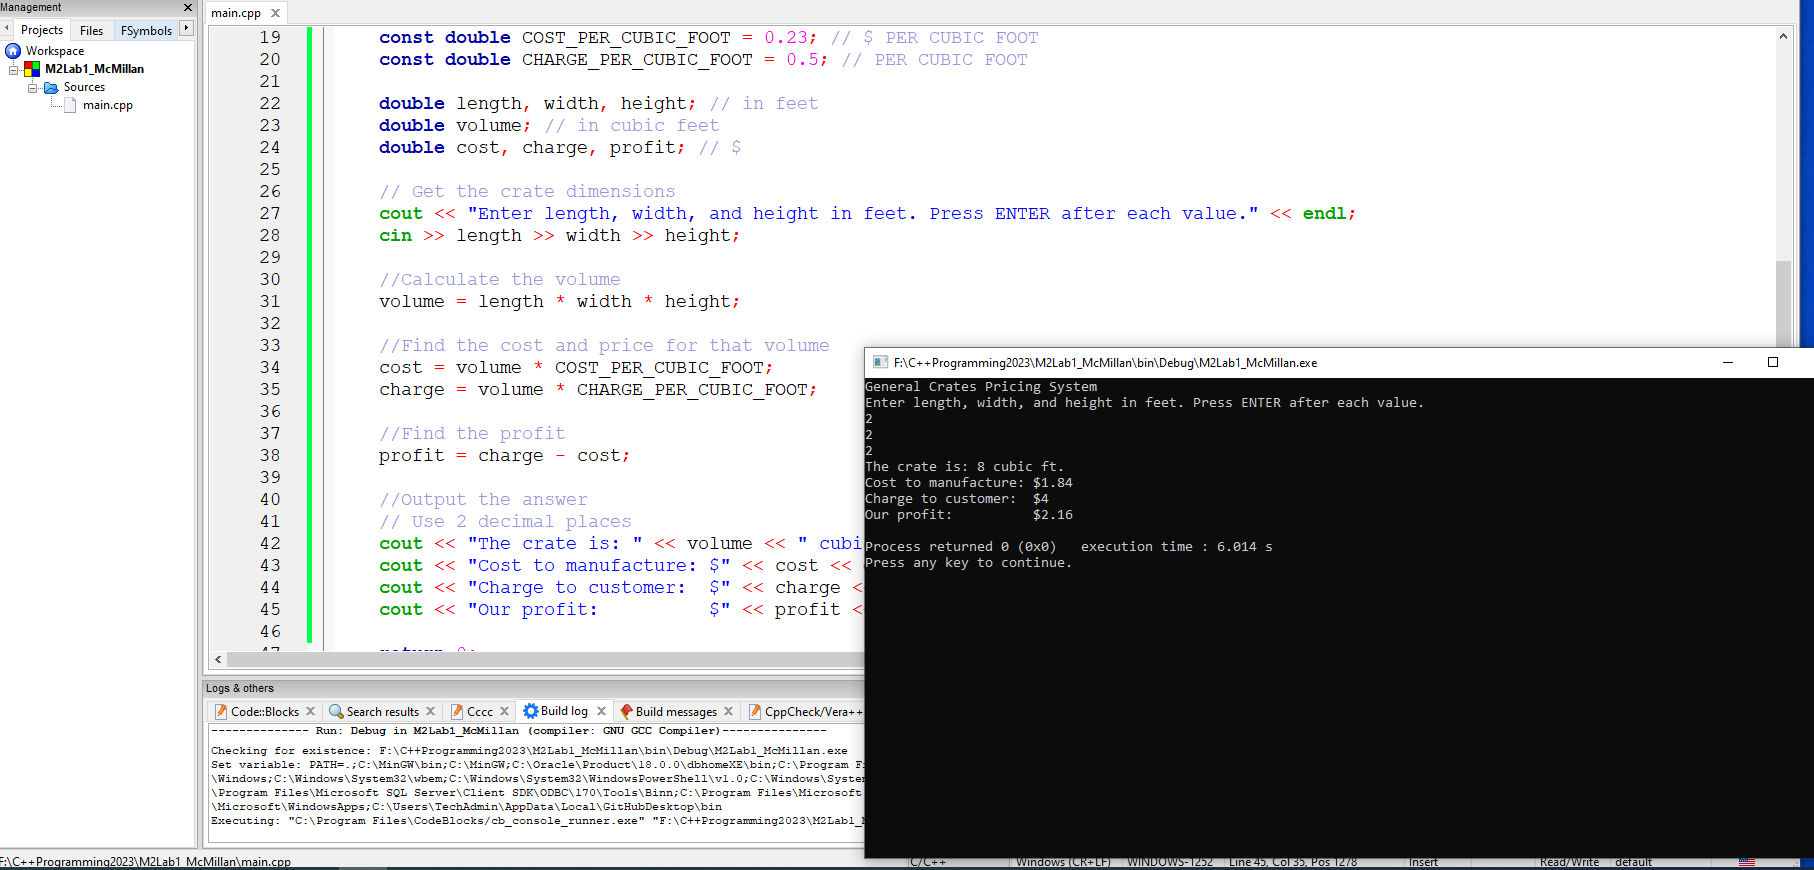 Management
Projects Files FSymbols
Workspace
M2Lab1_McMillan
Sources
main.cpp
main.cpp
19 const double COST_PER_CUBIC_FOOT = 0.23; // $ PER CUBIC FOOT
20 const double CHARGE_PER_CUBIC_FOOT = 0.5; // PER CUBIC FOOT
21
22 double length, width, height; // in feet
23 double volume; // in cubic feet
24 double cost, charge, profit; // $
25
26 // Get the crate dimensions
27 cout << "Enter length, width, and height in feet. Press ENTER after each value." << endl;
28 cin >> length >> width >> height;
29
30 //Calculate the volume
31 volume = length * width * height;
32
33 //Find the cost and price for that volume
34 cost = volume * COST_PER_CUBIC_FOOT;
35 charge = volume * CHARGE_PER_CUBIC_FOOT;
36
37 //Find the profit
38 profit = charge - cost;
39
40 //Output the answer
41 // Use 2 decimal places
42 cout << "The crate is: " << volume << " cubi
43 cout << "Cost to manufacture: $" << cost <<
44 cout << "Charge to customer:  $" << charge <
45 cout << "Our profit:          $" << profit <
46
47 return 0;
F:\C++Programming2023\M2Lab1_McMillan\bin\Debug\M2Lab1_McMillan.exe
General Crates Pricing System
Enter length, width, and height in feet. Press ENTER after each value.
2
2
2
The crate is: 8 cubic ft.
Cost to manufacture: $1.84
Charge to customer:  $4
Our profit:          $2.16
Process returned 0 (0x0)   execution time : 6.014 s
Press any key to continue.
Logs & others
Code::Blocks Search results Cccc Build log Build messages CppCheck/Vera++
-------------- Run: Debug in M2Lab1_McMillan (compiler: GNU GCC Compiler)---------------
Checking for existence: F:\C++Programming2023\M2Lab1_McMillan\bin\Debug\M2Lab1_McMillan.exe
Set variable: PATH=.;C:\MinGW\bin;C:\MinGW;C:\Oracle\Product\18.0.0\dbhomeXE\bin;C:\Program F
\Windows;C:\Windows\System32\wbem;C:\Windows\System32\WindowsPowerShell\v1.0;C:\Windows\System
\Program Files\Microsoft SQL Server\Client SDK\ODBC\170\Tools\Binn;C:\Program Files\Microsoft
\Microsoft\WindowsApps;C:\Users\TechAdmin\AppData\Local\GitHubDesktop\bin
Executing: "C:\Program Files\CodeBlocks/cb_console_runner.exe" "F:\C++Programming2023\M2Lab1_M
F:\C++Programming2023\M2Lab1_McMillan\main.cpp C/C++ Windows (CR+LF) WINDOWS-1252 Line 45, Col 35, Pos 1278 Insert Read/Write default